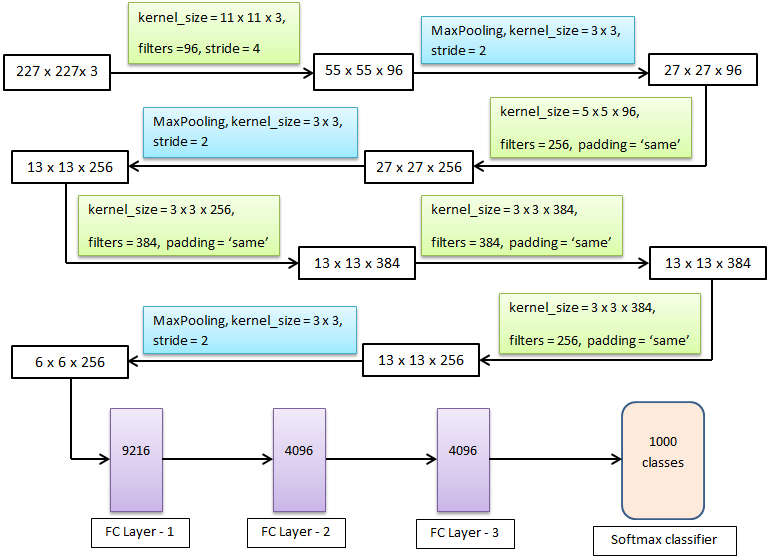 kernel_size = 11 x 11 x 3,
filters =96, stride = 4
MaxPooling, kernel_size = 3 x 3,
stride = 2
227 x 227x 3
55 x 55 x 96
27 x 27 x 96
MaxPooling, kernel_size = 3 x 3,
stride = 2
kernel_size = 5 x 5 x 96,
filters = 256, padding = ‘same’
13 x 13 x 256
27 x 27 x 256
kernel_size = 3 x 3 x 256,
filters = 384, padding = ‘same’
kernel_size = 3 x 3 x 384,
filters = 384, padding = ‘same’
13 x 13 x 384
13 x 13 x 384
MaxPooling, kernel_size = 3 x 3,
stride = 2
kernel_size = 3 x 3 x 384,
filters = 256, padding = ‘same’
6 x 6 x 256
13 x 13 x 256
9216
4096
4096
1000
classes
FC Layer - 1
FC Layer - 2
FC Layer - 3
Softmax classifier